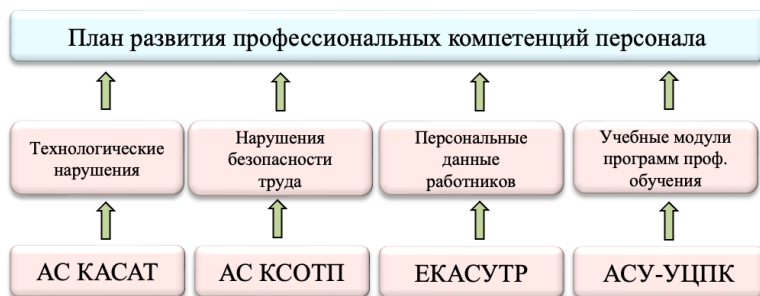 План развития профессиональных компетенций персонала
Технологические
нарушения
Нарушения
безопасности
труда
Персональные
данные
работников
Учебные модули
программ проф.
обучения
АС КАСАТ
АС КСОТП
ЕКАСУТР
АСУ-УЦПК